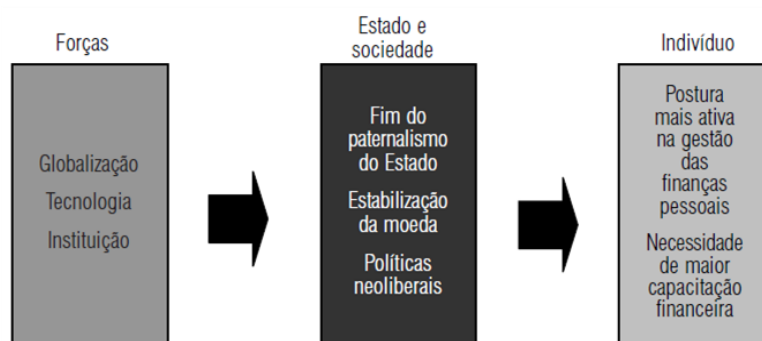 Forças
Globalização
Tecnologia
Instituição
Estado e
sociedade
Fim do
paternalismo
do Estado
Estabilização
da moeda
Políticas
neoliberais
Indivíduo
Postura
mais ativa
na gestão
das
finanças
pessoais
Necessidade
de maior
capacitação
financeira